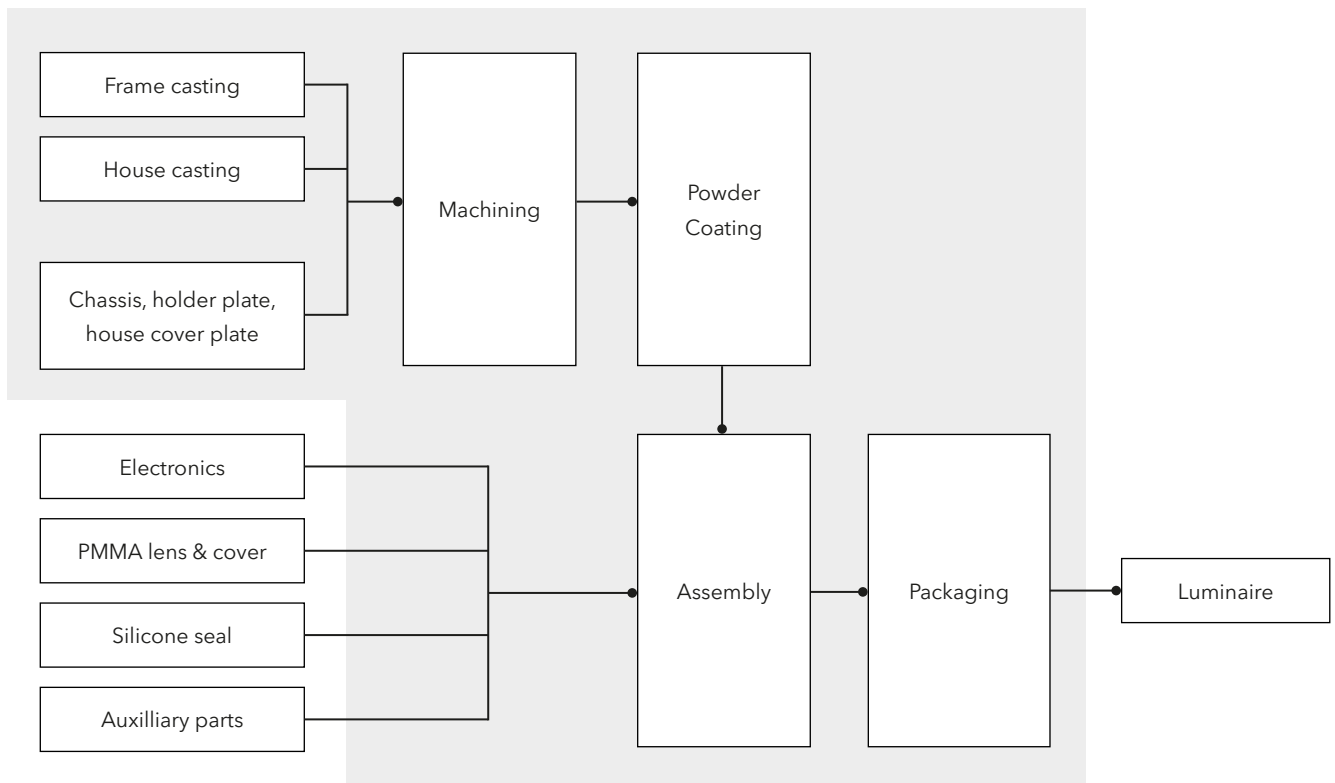 Frame casting
House casting
Chassis, holder plate,
house cover plate
Machining
Powder
Coating
Electronics
PMMA lens & cover
Silicone seal
Auxilliary parts
Assembly
Packaging
Luminaire